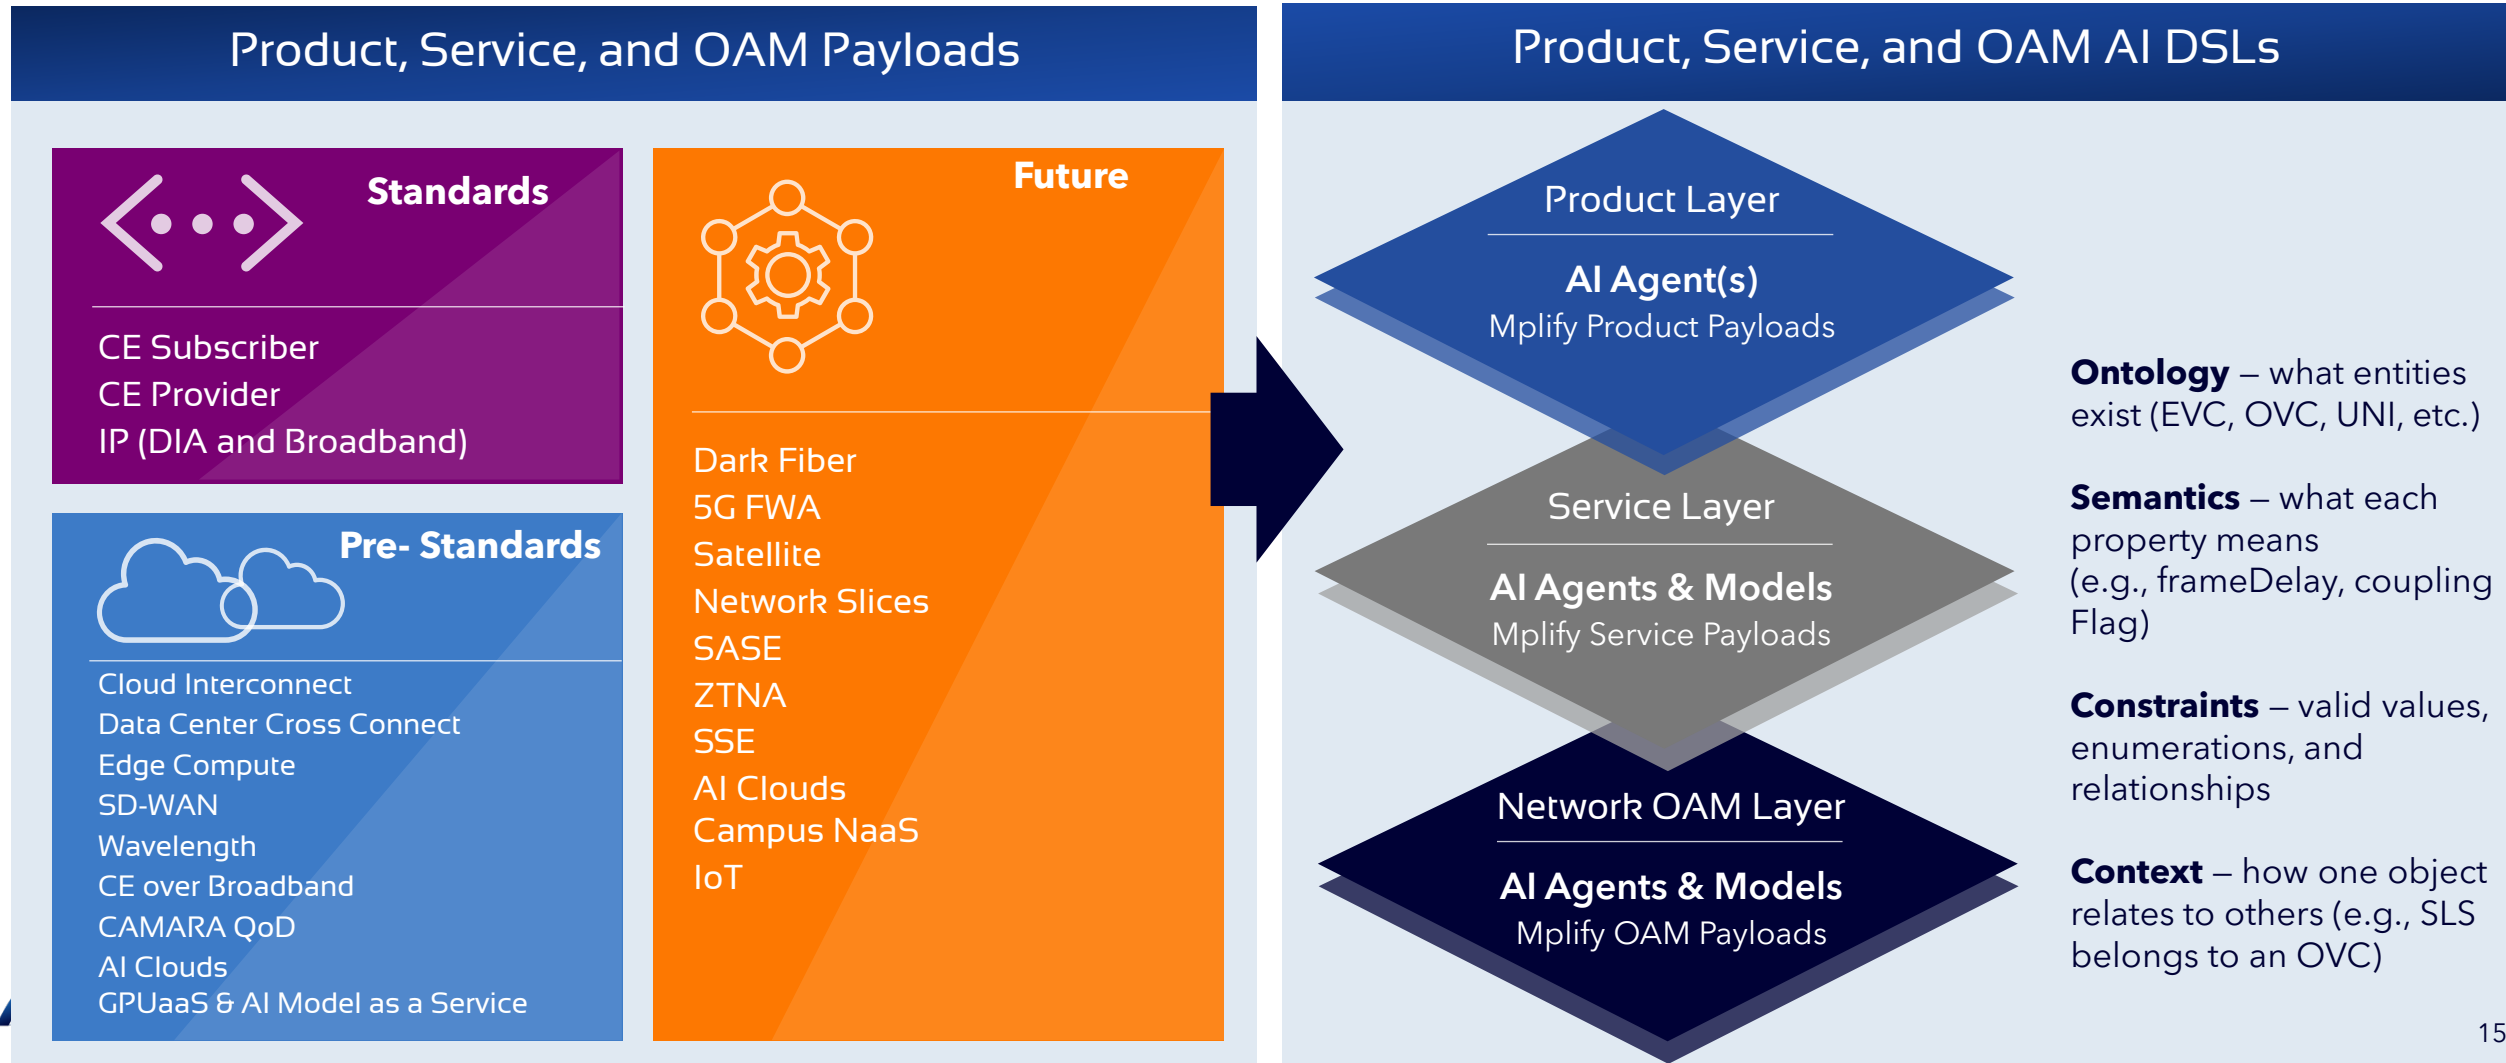 Product, Service, and OAM Payloads
Standards
CE Subscriber
CE Provider
IP (DIA and Broadband)
Pre- Standards
Cloud Interconnect
Data Center Cross Connect
Edge Compute
SD-WAN
Wavelength
CE over Broadband
CAMARA QoD
AI Clouds
GPUaaS & AI Model as a Service
Future
Dark Fiber
5G FWA
Satellite
Network Slices
SASE
ZTNA
SSE
AI Clouds
Campus NaaS
IoT
Product, Service, and OAM AI DSLs
Product Layer
AI Agent(s)
Mplify Product Payloads
Service Layer
AI Agents & Models
Mplify Service Payloads
Network OAM Layer
AI Agents & Models
Mplify OAM Payloads
Ontology – what entities
exist (EVC, OVC, UNI, etc.)
Semantics – what each
property means
(e.g., frameDelay, coupling
Flag)
Constraints – valid values,
enumerations, and
relationships
Context – how one object
relates to others (e.g., SLS
belongs to an OVC)
15